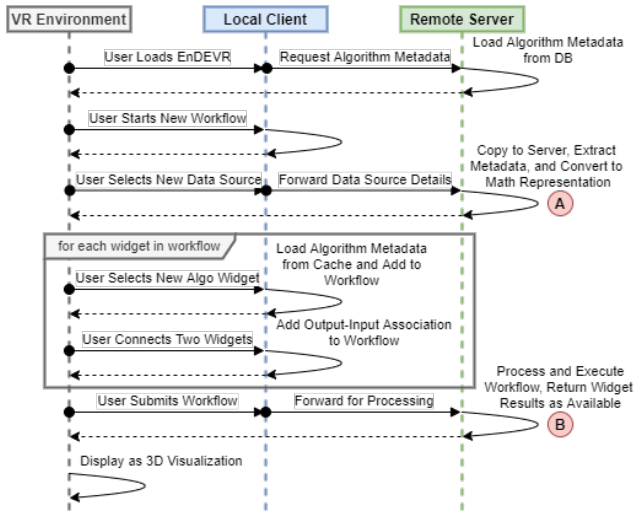 VR Environment
Local Client
Remote Server
User Loads EnDEVR
Request Algorithm Metadata
Load Algorithm Metadata
from DB
User Starts New Workflow
Copy to Server, Extract
Metadata, and Convert to
Math Representation
User Selects New Data Source
Forward Data Source Details
A
for each widget in workflow
Load Algorithm Metadata
from Cache and Add to
Workflow
User Selects New Algo Widget
Add Output-Input Association
to Workflow
User Connects Two Widgets
Process and Execute
Workflow, Return Widget
Results as Available
User Submits Workflow
Forward for Processing
B
Display as 3D Visualization